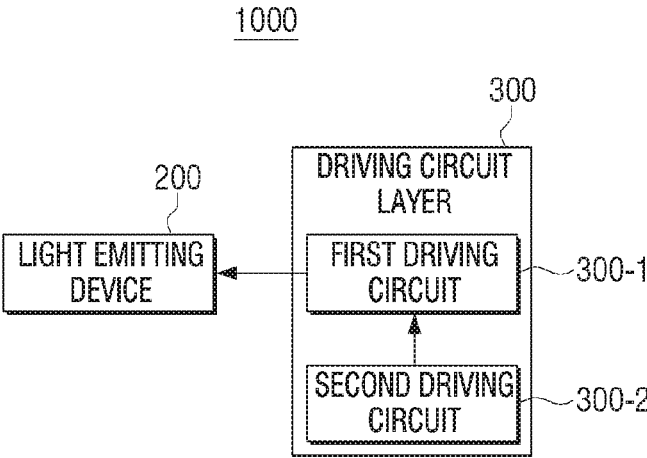 1000
300
DRIVING CIRCUIT
LAYER
200
LIGHT EMITTING
DEVICE
FIRST DRIVING
CIRCUIT
300-1
SECOND DRIVING
CIRCUIT
300-2